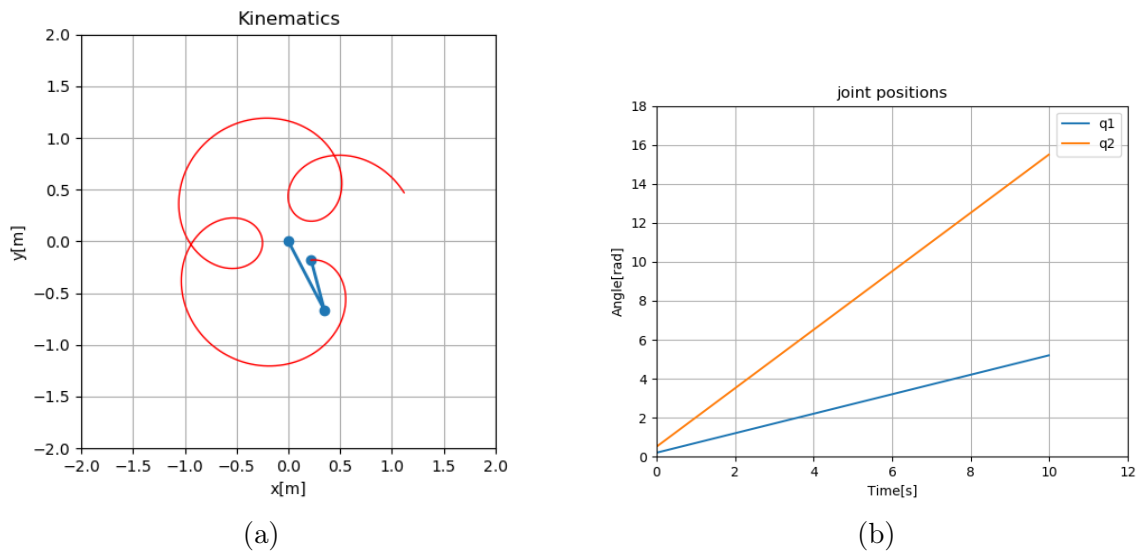 Kinematics
2.0
1.5
1.0
0.5
0.0
−0.5
−1.0
−1.5
−2.0
y[m]
−2.0 −1.5 −1.0 −0.5 0.0 0.5 1.0 1.5 2.0
x[m]
(a)
joint positions
18
16
14
12
10
8
6
4
2
0
Angle[rad]
q1
q2
0 2 4 6 8 10 12
Time[s]
(b)